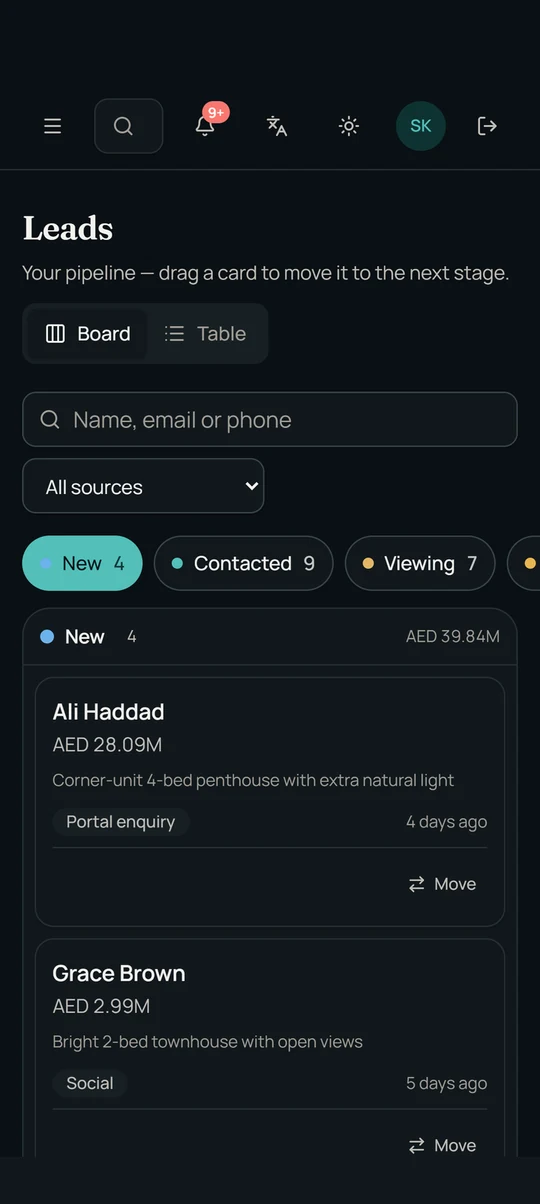 9+
SK
Leads
Your pipeline — drag a card to move it to the next stage.
Board Table
Name, email or phone
All sources
New 4 Contacted 9 Viewing 7
New 4 AED 39.84M
Ali Haddad
AED 28.09M
Corner-unit 4-bed penthouse with extra natural light
Portal enquiry 4 days ago
Move
Grace Brown
AED 2.99M
Bright 2-bed townhouse with open views
Social 5 days ago
Move